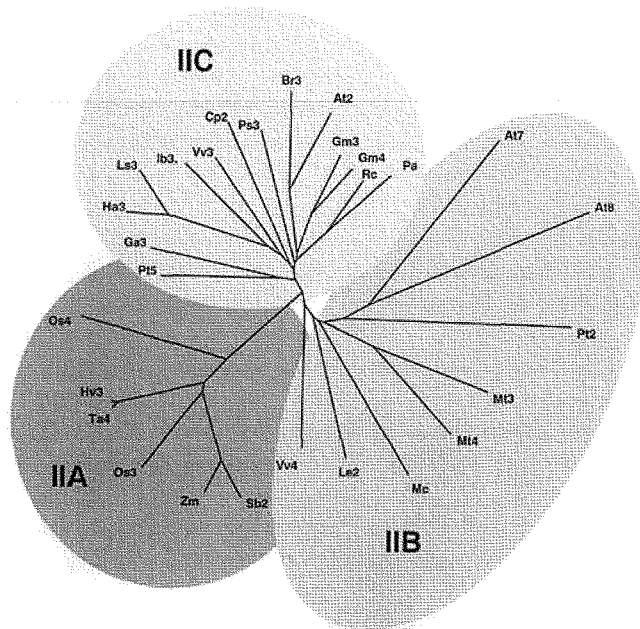 IIC
Br3
At2
Cp2
Ps3
Gm3
Gm4
Rc
Pa
At7
Ib3.
Vv3
Ls3
Ha3
At8
Ga3
Pt5
Os4
Pt2
Hv3
Ta4
Mt3
Mt4
Os3
IIA
Vv4
Le2
Mc
Zm
Sb2
IIB